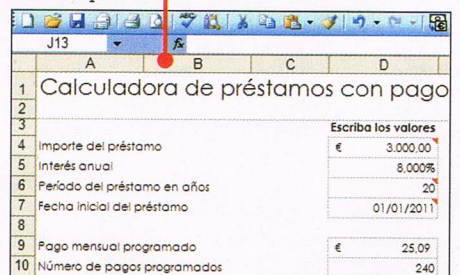 ABC
J13 fx
A B C D
1 Calculadora de préstamos con pago
2
3 Escriba los valores
4 Importe del préstamo € 3.000,00
5 Interés anual 8,000%
6 Período del préstamo en años 20
7 Fecha inicial del préstamo 01/01/2011
8
9 Pago mensual programado € 25,09
10 Número de pagos programados 240